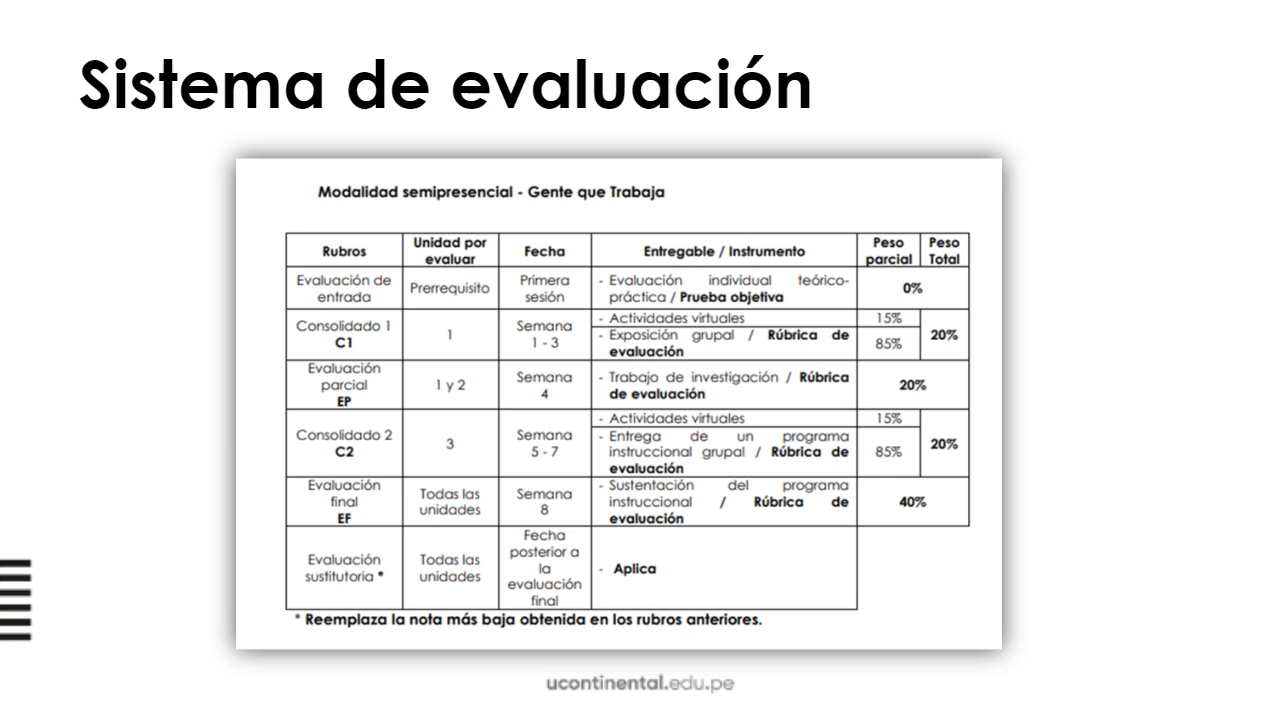 Sistema de evaluación
Modalidad semipresencial - Gente que Trabaja
Rubros
Unidad por
evaluar
Fecha
Entregable / Instrumento
Peso
parcial
Peso
Total
Evaluación de
entrada
Prerrequisito
Primera
sesión
- Evaluación individual teórico-
práctica / Prueba objetiva
0%
Consolidado 1
C1
1
Semana
1 - 3
- Actividades virtuales
15%
- Exposición grupal / Rúbrica de
evaluación
85%
20%
Evaluación
parcial
EP
1 y 2
Semana
4
- Trabajo de investigación / Rúbrica
de evaluación
20%
Consolidado 2
C2
3
Semana
5 - 7
- Actividades virtuales
15%
- Entrega de un programa
instruccional grupal / Rúbrica de
evaluación
85%
20%
Evaluación
final
EF
Todas las
unidades
Semana
8
- Sustentación del programa
instruccional / Rúbrica de
evaluación
40%
Evaluación
sustitutoria *
Todas las
unidades
Fecha
posterior a
la
evaluación
final
- Aplica
* Reemplaza la nota más baja obtenida en los rubros anteriores.
ucontinental.edu.pe